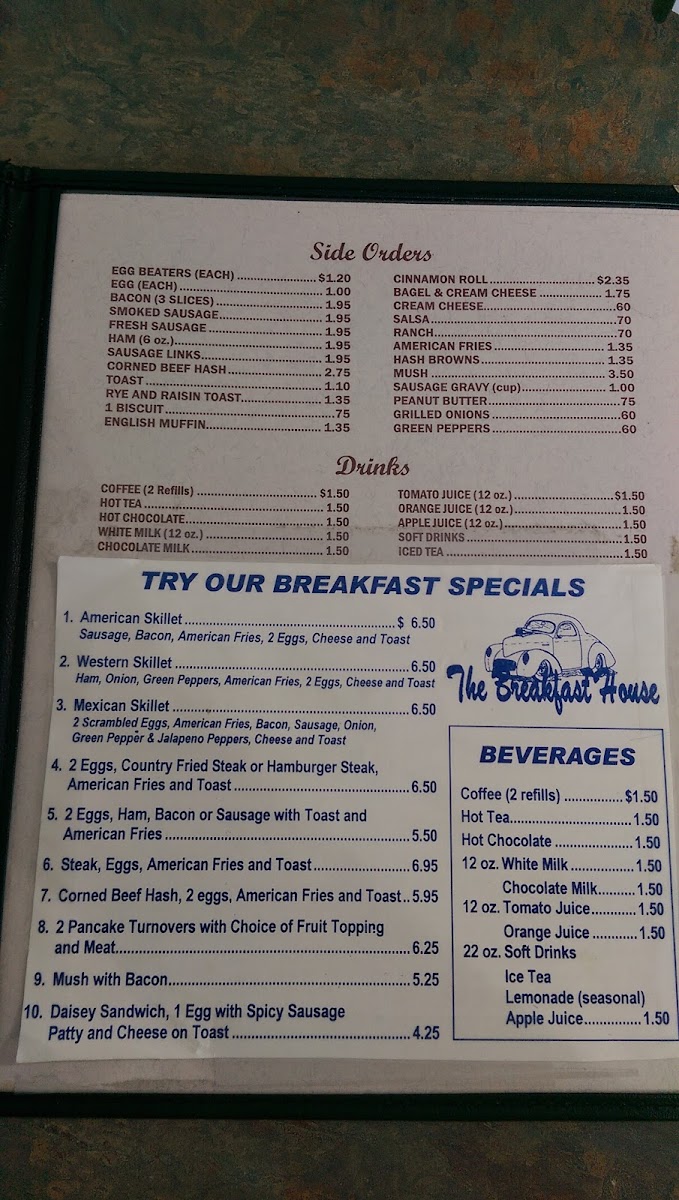 Side Orders
EGG BEATERS (EACH) ...................... $1.20
EGG (EACH) ........................................ 1.00
BACON (3 SLICES) .............................. 1.95
SMOKED SAUSAGE............................. 1.95
FRESH SAUSAGE ................................ 1.95
HAM (6 oz.)......................................... 1.95
SAUSAGE LINKS.................................. 1.95
CORNED BEEF HASH.......................... 2.75
TOAST ................................................. 1.10
RYE AND RAISIN TOAST...................... 1.35
1 BISCUIT................................................75
ENGLISH MUFFIN................................ 1.35
CINNAMON ROLL.............................. $2.35
BAGEL & CREAM CHEESE .................. 1.75
CREAM CHEESE.....................................60
SALSA....................................................70
RANCH...................................................70
AMERICAN FRIES ............................... 1.35
HASH BROWNS................................... 1.35
MUSH ................................................. 3.50
SAUSAGE GRAVY (cup)........................ 1.00
PEANUT BUTTER .....................................75
GRILLED ONIONS ....................................60
GREEN PEPPERS .....................................60
Drinks
COFFEE (2 Refills) .................................. $1.50
HOT TEA .................................................. 1.50
HOT CHOCOLATE....................................... 1.50
WHITE MILK (12 oz.) ................................ 1.50
CHOCOLATE MILK..................................... 1.50
TOMATO JUICE (12 oz.) ............................$1.50
ORANGE JUICE (12 oz.)..............................1.50
APPLE JUICE (12 oz.)..................................1.50
SOFT DRINKS .............................................1.50
ICED TEA ...................................................1.50
TRY OUR BREAKFAST SPECIALS
1. American Skillet ................................................ $ 6.50
Sausage, Bacon, American Fries, 2 Eggs, Cheese and Toast
2. Western Skillet .....................................................6.50
Ham, Onion, Green Peppers, American Fries, 2 Eggs, Cheese and Toast
3. Mexican Skillet .....................................................6.50
2 Scrambled Eggs, American Fries, Bacon, Sausage, Onion,
Green Pepper & Jalapeno Peppers, Cheese and Toast
4. 2 Eggs, Country Fried Steak or Hamburger Steak,
American Fries and Toast .......................................6.50
5. 2 Eggs, Ham, Bacon or Sausage with Toast and
American Fries .......................................................5.50
6. Steak, Eggs, American Fries and Toast......................6.95
7. Corned Beef Hash, 2 eggs, American Fries and Toast..5.95
8. 2 Pancake Turnovers with Choice of Fruit Topping
and Meat.................................................................6.25
9. Mush with Bacon......................................................5.25
10. Daisey Sandwich, 1 Egg with Spicy Sausage
Patty and Cheese on Toast ........................................4.25
The Breakfast House
BEVERAGES
Coffee (2 refills) ..............$1.50
Hot Tea.............................1.50
Hot Chocolate ...................1.50
12 oz. White Milk ...............1.50
Chocolate Milk.........1.50
12 oz. Tomato Juice...........1.50
Orange Juice ...........1.50
22 oz. Soft Drinks
Ice Tea
Lemonade (seasonal)
Apple Juice..............1.50